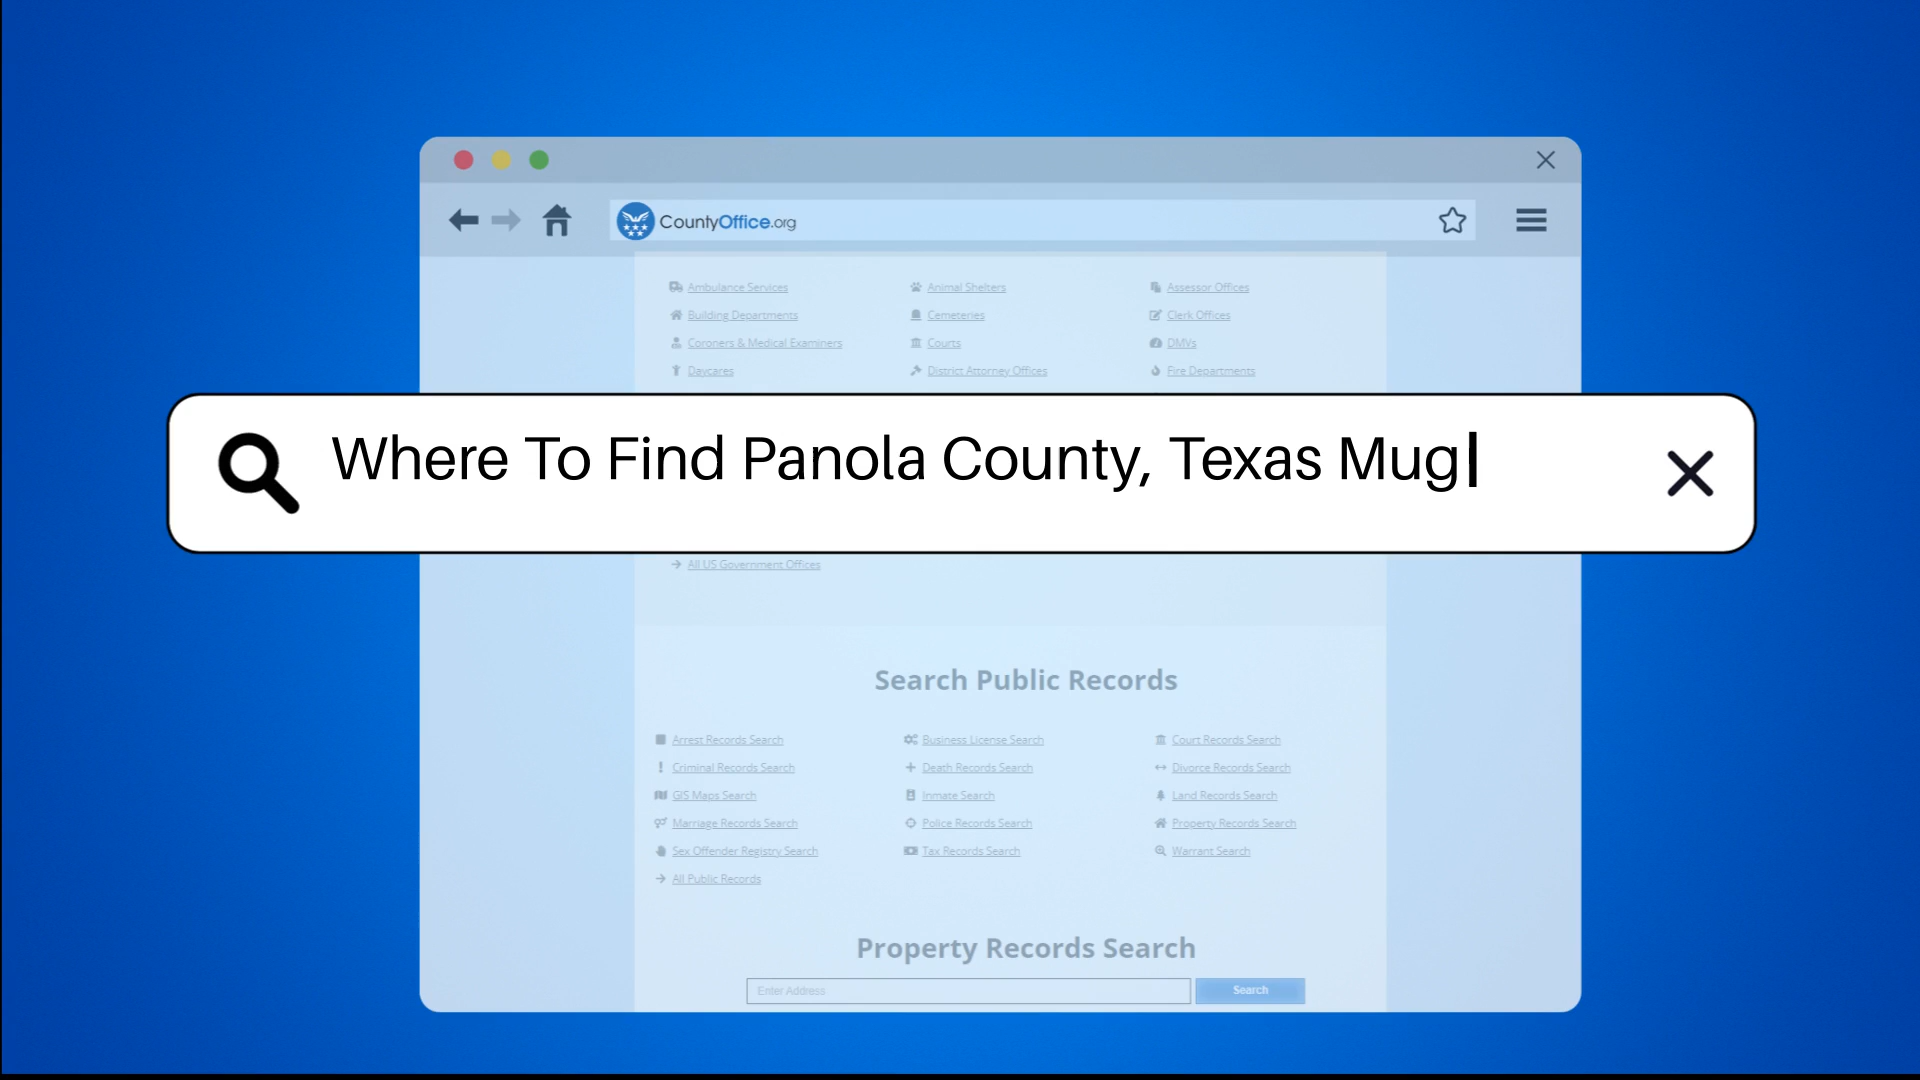 CountyOffice.org
Ambulance Services Animal Shelters Assessor Offices
Building Departments Cemeteries Clerk Offices
Coroners & Medical Examiners Courts DMVs
Daycares District Attorney Offices Fire Departments
Where To Find Panola County, Texas Mug
All US Government Offices
Search Public Records
Arrest Records Search Business License Search Court Records Search
Criminal Records Search Death Records Search Divorce Records Search
GIS Maps Search Inmate Search Land Records Search
Marriage Records Search Police Records Search Property Records Search
Sex Offender Registry Search Tax Records Search Warrant Search
All Public Records
Property Records Search
Enter Address Search